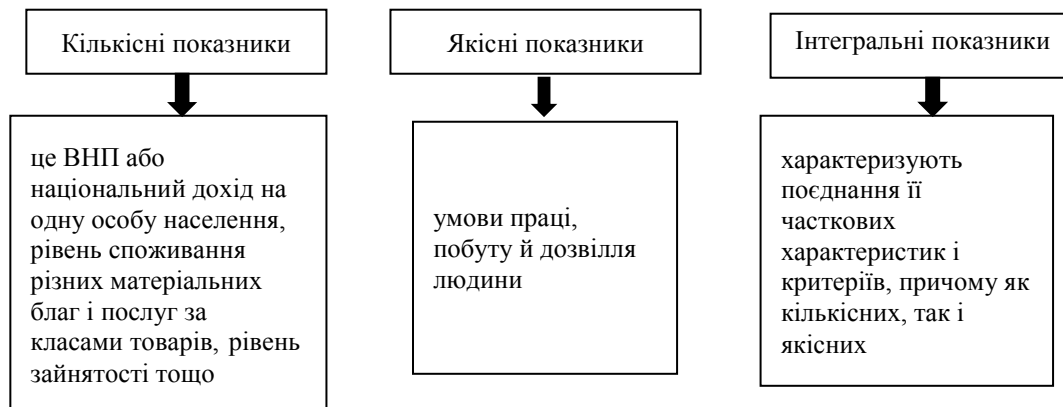 Кількісні показники
Якісні показники
Інтегральні показники
це ВНП або
національний дохід на
одну особу населення,
рівень споживання
різних матеріальних
благ і послуг за
класами товарів, рівень
зайнятості тощо
умови праці,
побуту й дозвілля
людини
характеризують
поєднання її
часткових
характеристик і
критеріїв, причому як
кількісних, так і
якісних